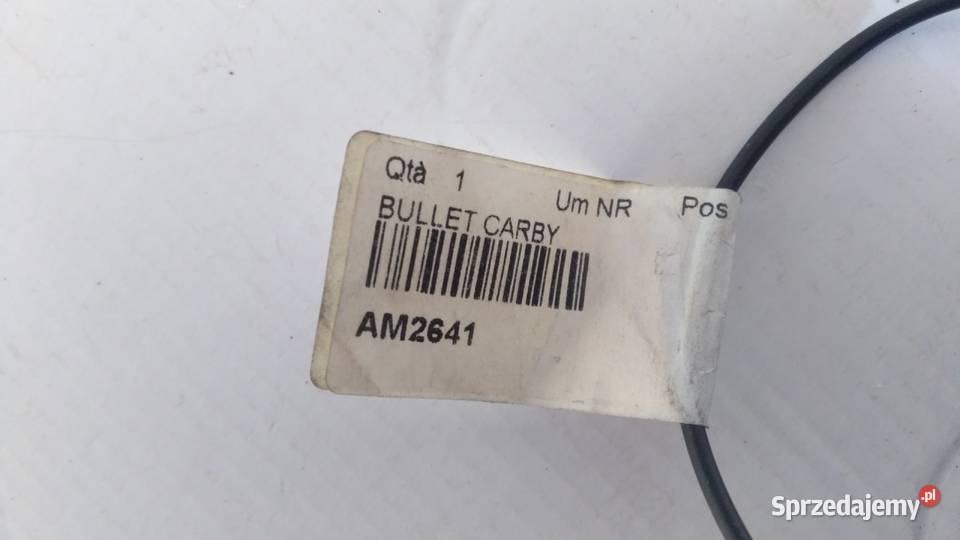 Qtà 1 Um NR Pos
BULLET CARBY
AM2641
Sprzedajemy.pl